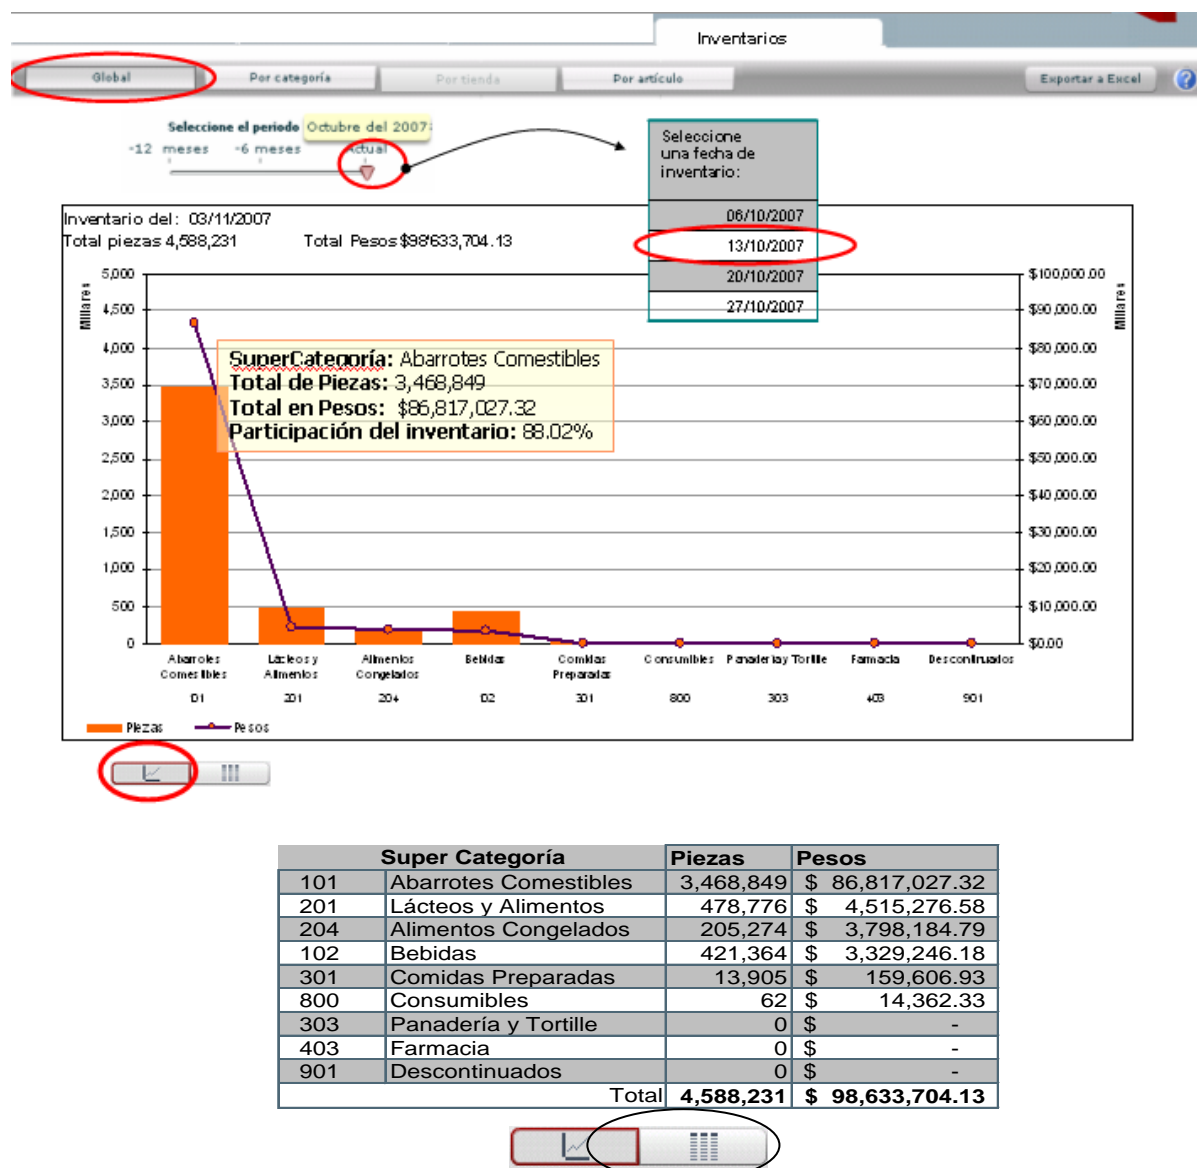 Inventarios
Global Por categoría Por tienda Por artículo Exportar a Excel ?
Seleccione el periodo Octubre del 2007:
-12 meses -6 meses Actual
Seleccione
una fecha de
inventario:
06/10/2007
13/10/2007
20/10/2007
27/10/2007
Inventario del: 03/11/2007
Total piezas 4,588,231 Total Pesos $98'633,704.13
Millares
5,000 $100,000.00
4,500 $90,000.00
4,000 $80,000.00
3,500 $70,000.00
3,000 $60,000.00
2,500 $50,000.00
2,000 $40,000.00
1,500 $30,000.00
1,000 $20,000.00
500 $10,000.00
0 $0.00
Millares
SuperCategoría: Abarrotes Comestibles
Total de Piezas: 3,468,849
Total en Pesos: $86,817,027.32
Participación del inventario: 88.02%
Abarrotes Lácteos y Alimentos Bebidas Comidas Consumibles Panadería y Tortille Farmacia Descontinuados
Comestibles Alimentos Congelados Preparadas
101 201 204 102 301 800 303 403 901
Piezas Pesos
Super Categoría Piezas Pesos
101 Abarrotes Comestibles 3,468,849 $ 86,817,027.32
201 Lácteos y Alimentos 478,776 $ 4,515,276.58
204 Alimentos Congelados 205,274 $ 3,798,184.79
102 Bebidas 421,364 $ 3,329,246.18
301 Comidas Preparadas 13,905 $ 159,606.93
800 Consumibles 62 $ 14,362.33
303 Panadería y Tortille 0 $ -
403 Farmacia 0 $ -
901 Descontinuados 0 $ -
Total 4,588,231 $ 98,633,704.13